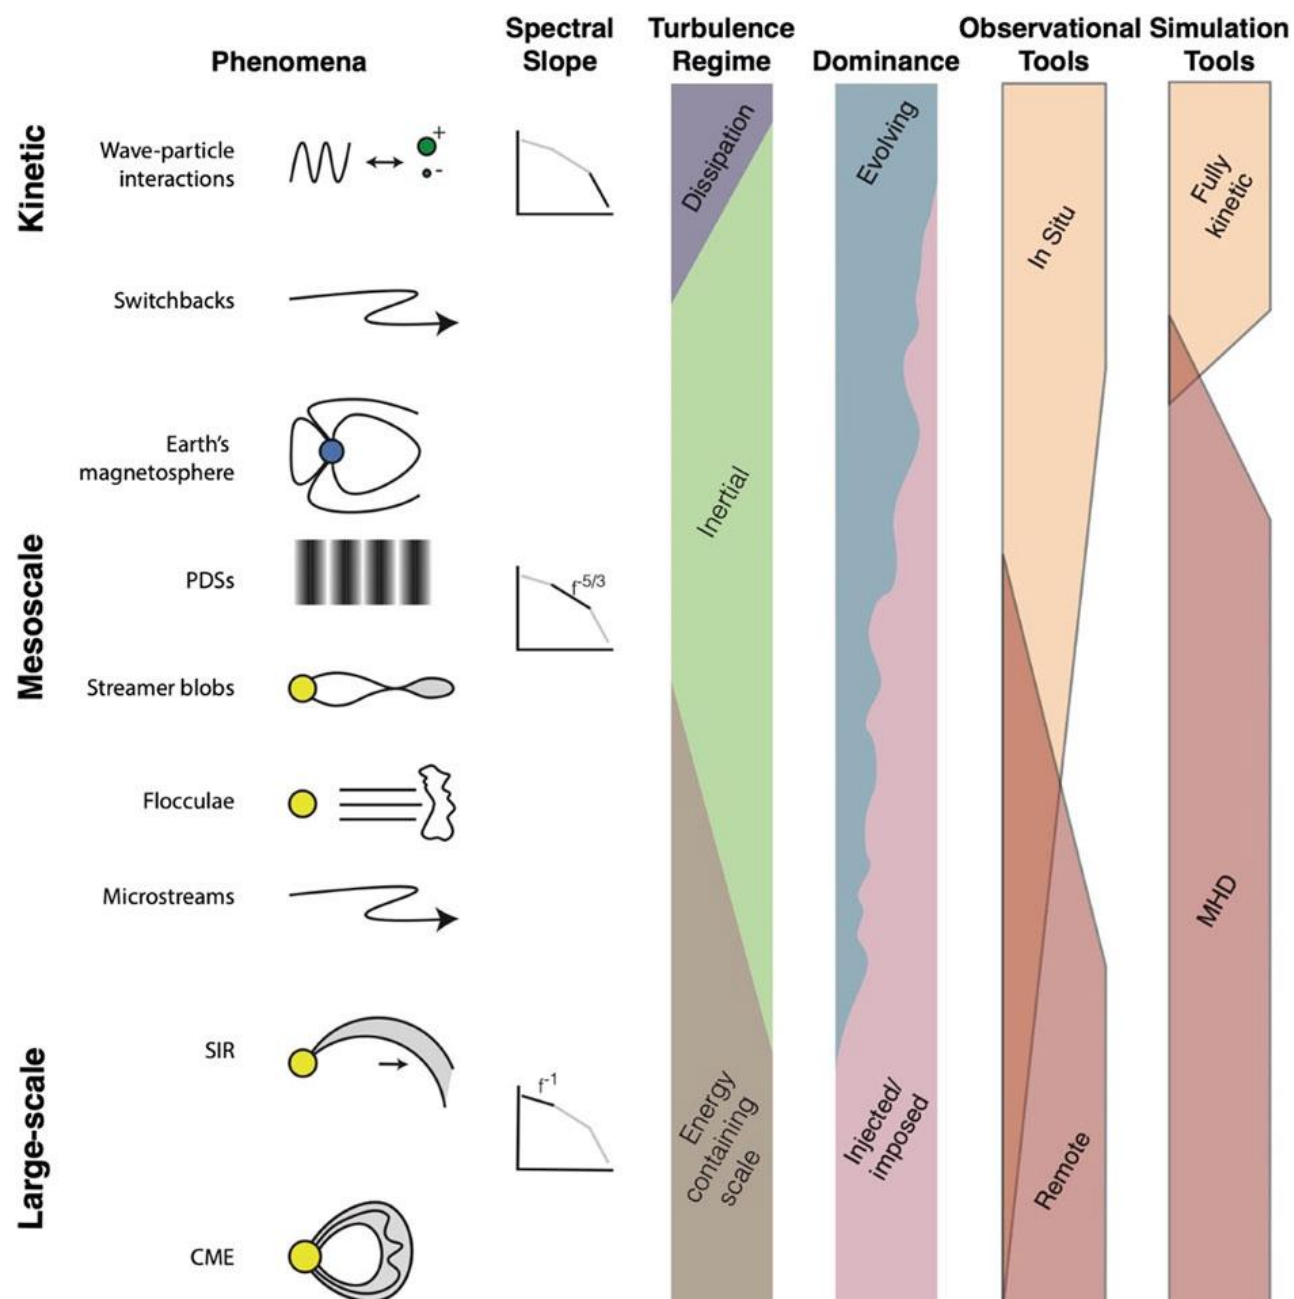 Phenomena
Spectral
Slope
Turbulence
Regime
Dominance
Observational
Tools
Simulation
Tools
Kinetic
Wave-particle
interactions
+
-
Switchbacks
Mesoscale
Earth's
magnetosphere
PDSs
f-5/3
Streamer blobs
Flocculae
Microstreams
Large-scale
SIR
f-1
CME
Dissipation
Inertial
Energy
containing
scale
Evolving
Injected/
imposed
In Situ
Remote
Fully
kinetic
MHD